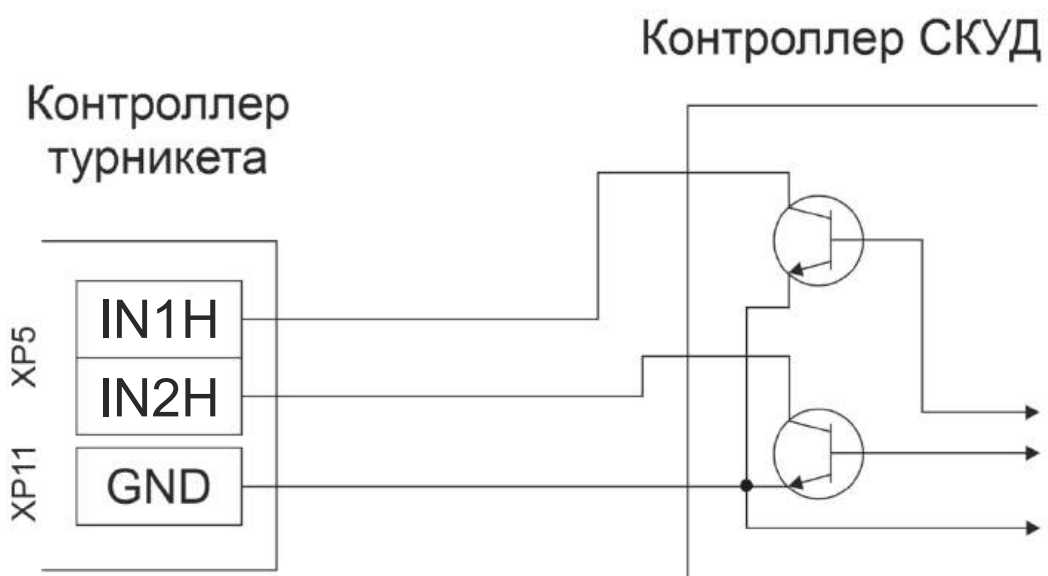 Контроллер СКУД
Контроллер
турникета
XP5
IN1H
IN2H
XP11
GND